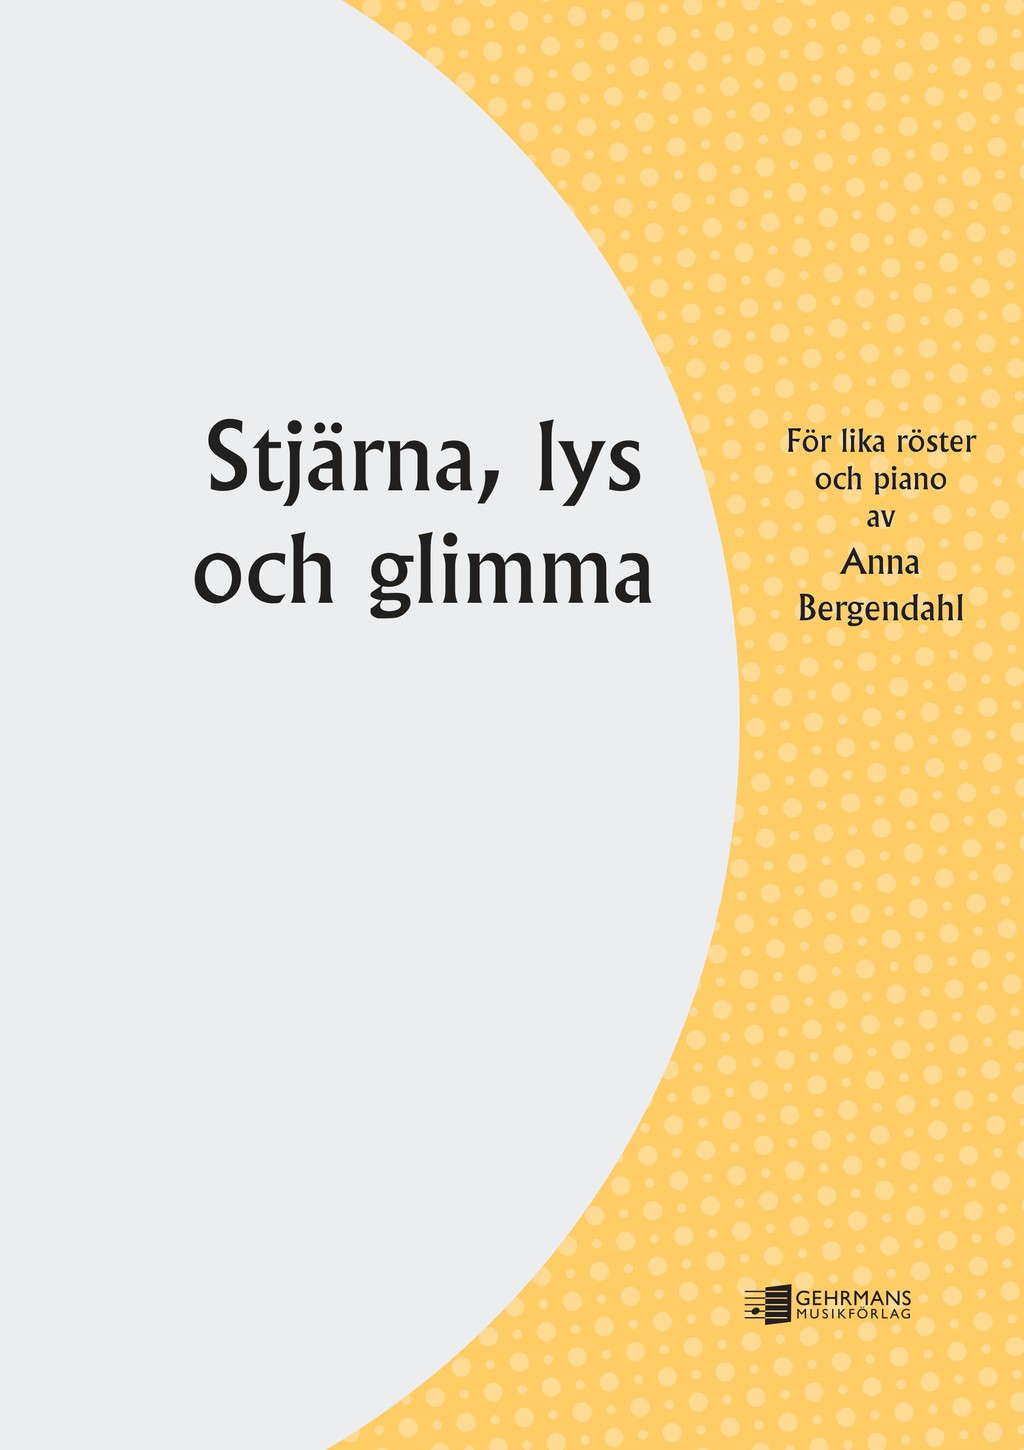 Stjärna, lys
och glimma
För lika röster
och piano
av
Anna
Bergendahl
GEHRMANS
MUSIKFÖRLAG